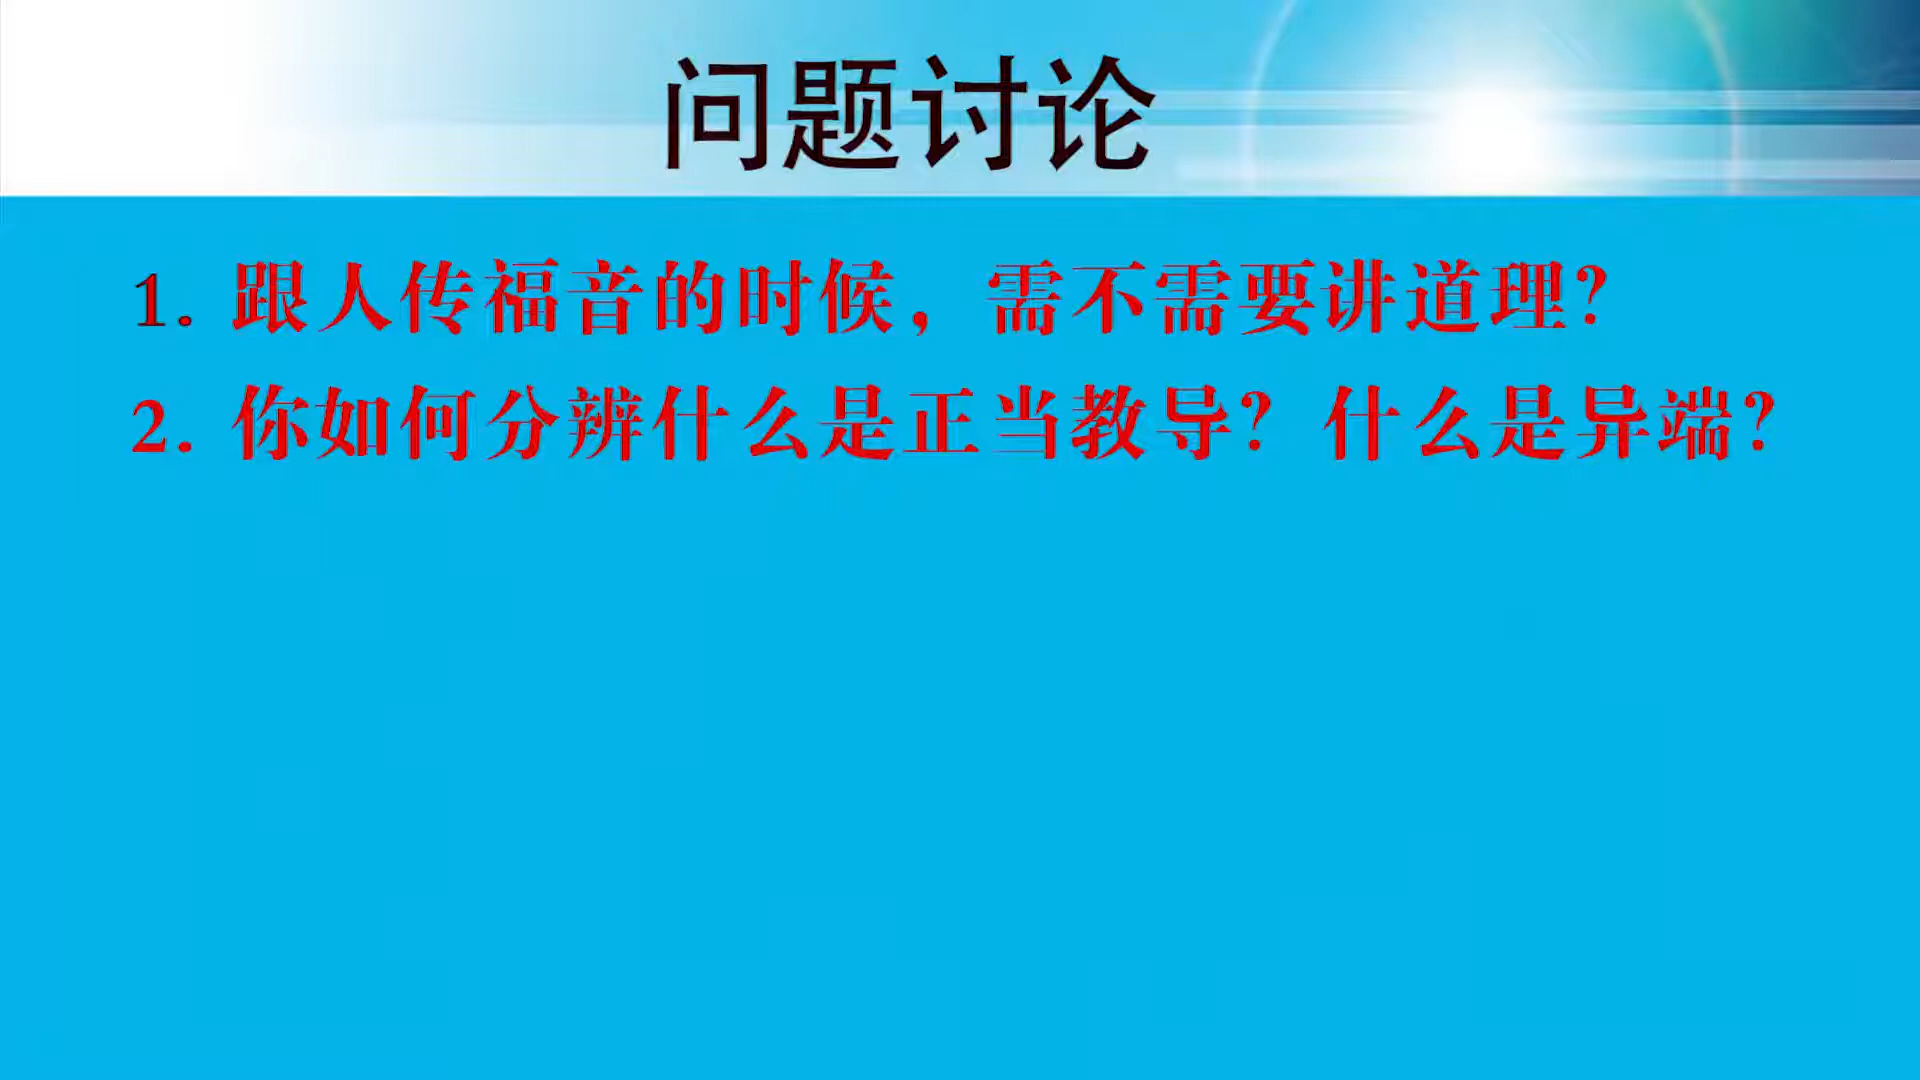 问题讨论
1. 跟人传福音的时候，需不需要讲道理？
2. 你如何分辨什么是正当教导？什么是异端？